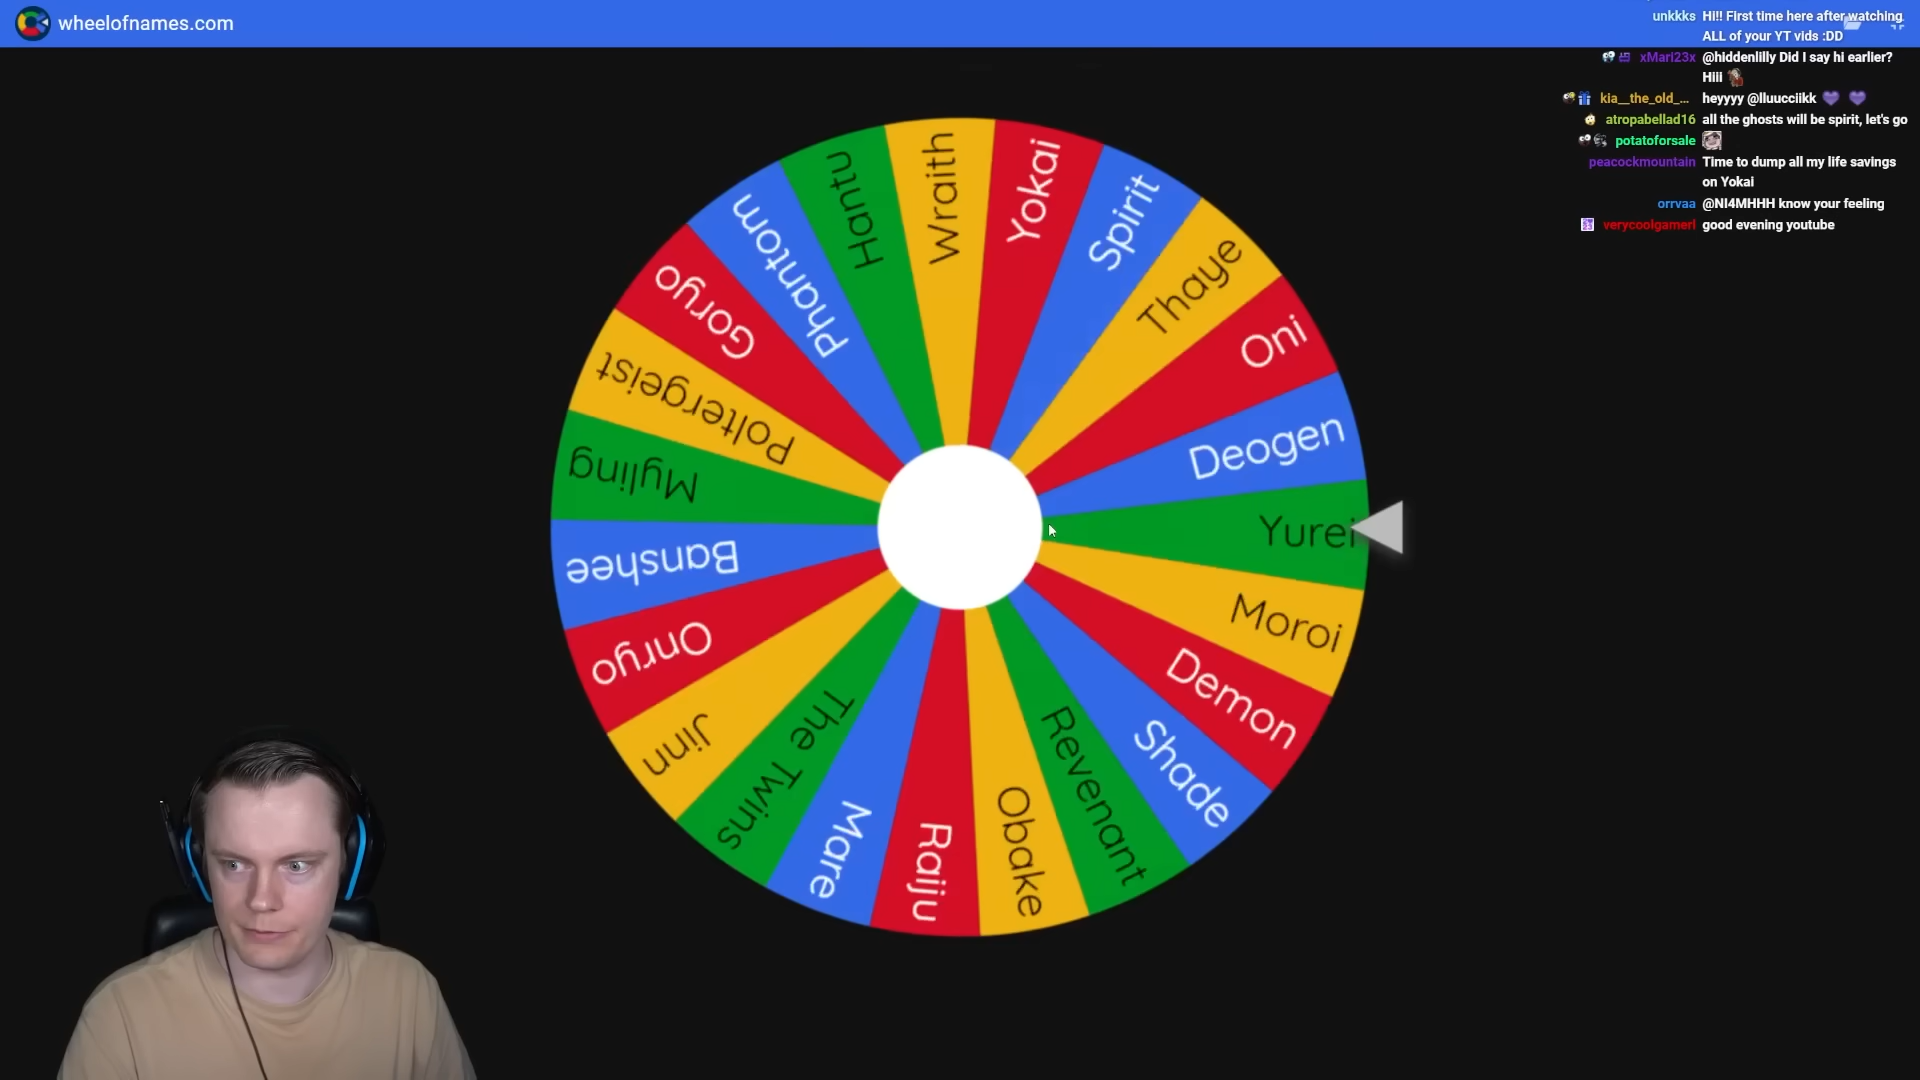 wheelofnames.com
unkkks Hi!! First time here after watching
ALL of your YT vids :DD
xMari23x @hiddenlilly Did I say hi earlier?
Hiii
kia__the_old_... heyyyy @lluucciikk
atropabellad16 all the ghosts will be spirit, let's go
potatoforsale
peacockmountain Time to dump all my life savings
on Yokai
orrvaa @NI4MHHH know your feeling
verycoolgamerl good evening youtube
Wraith
Yokai
Spirit
Thaye
Oni
Deogen
Yurei
Moroi
Demon
Shade
Revenant
Obake
Raiju
Mare
The Twins
Jinn
Onryo
Banshee
Myling
Poltergeist
Goryo
Phantom
Hantu